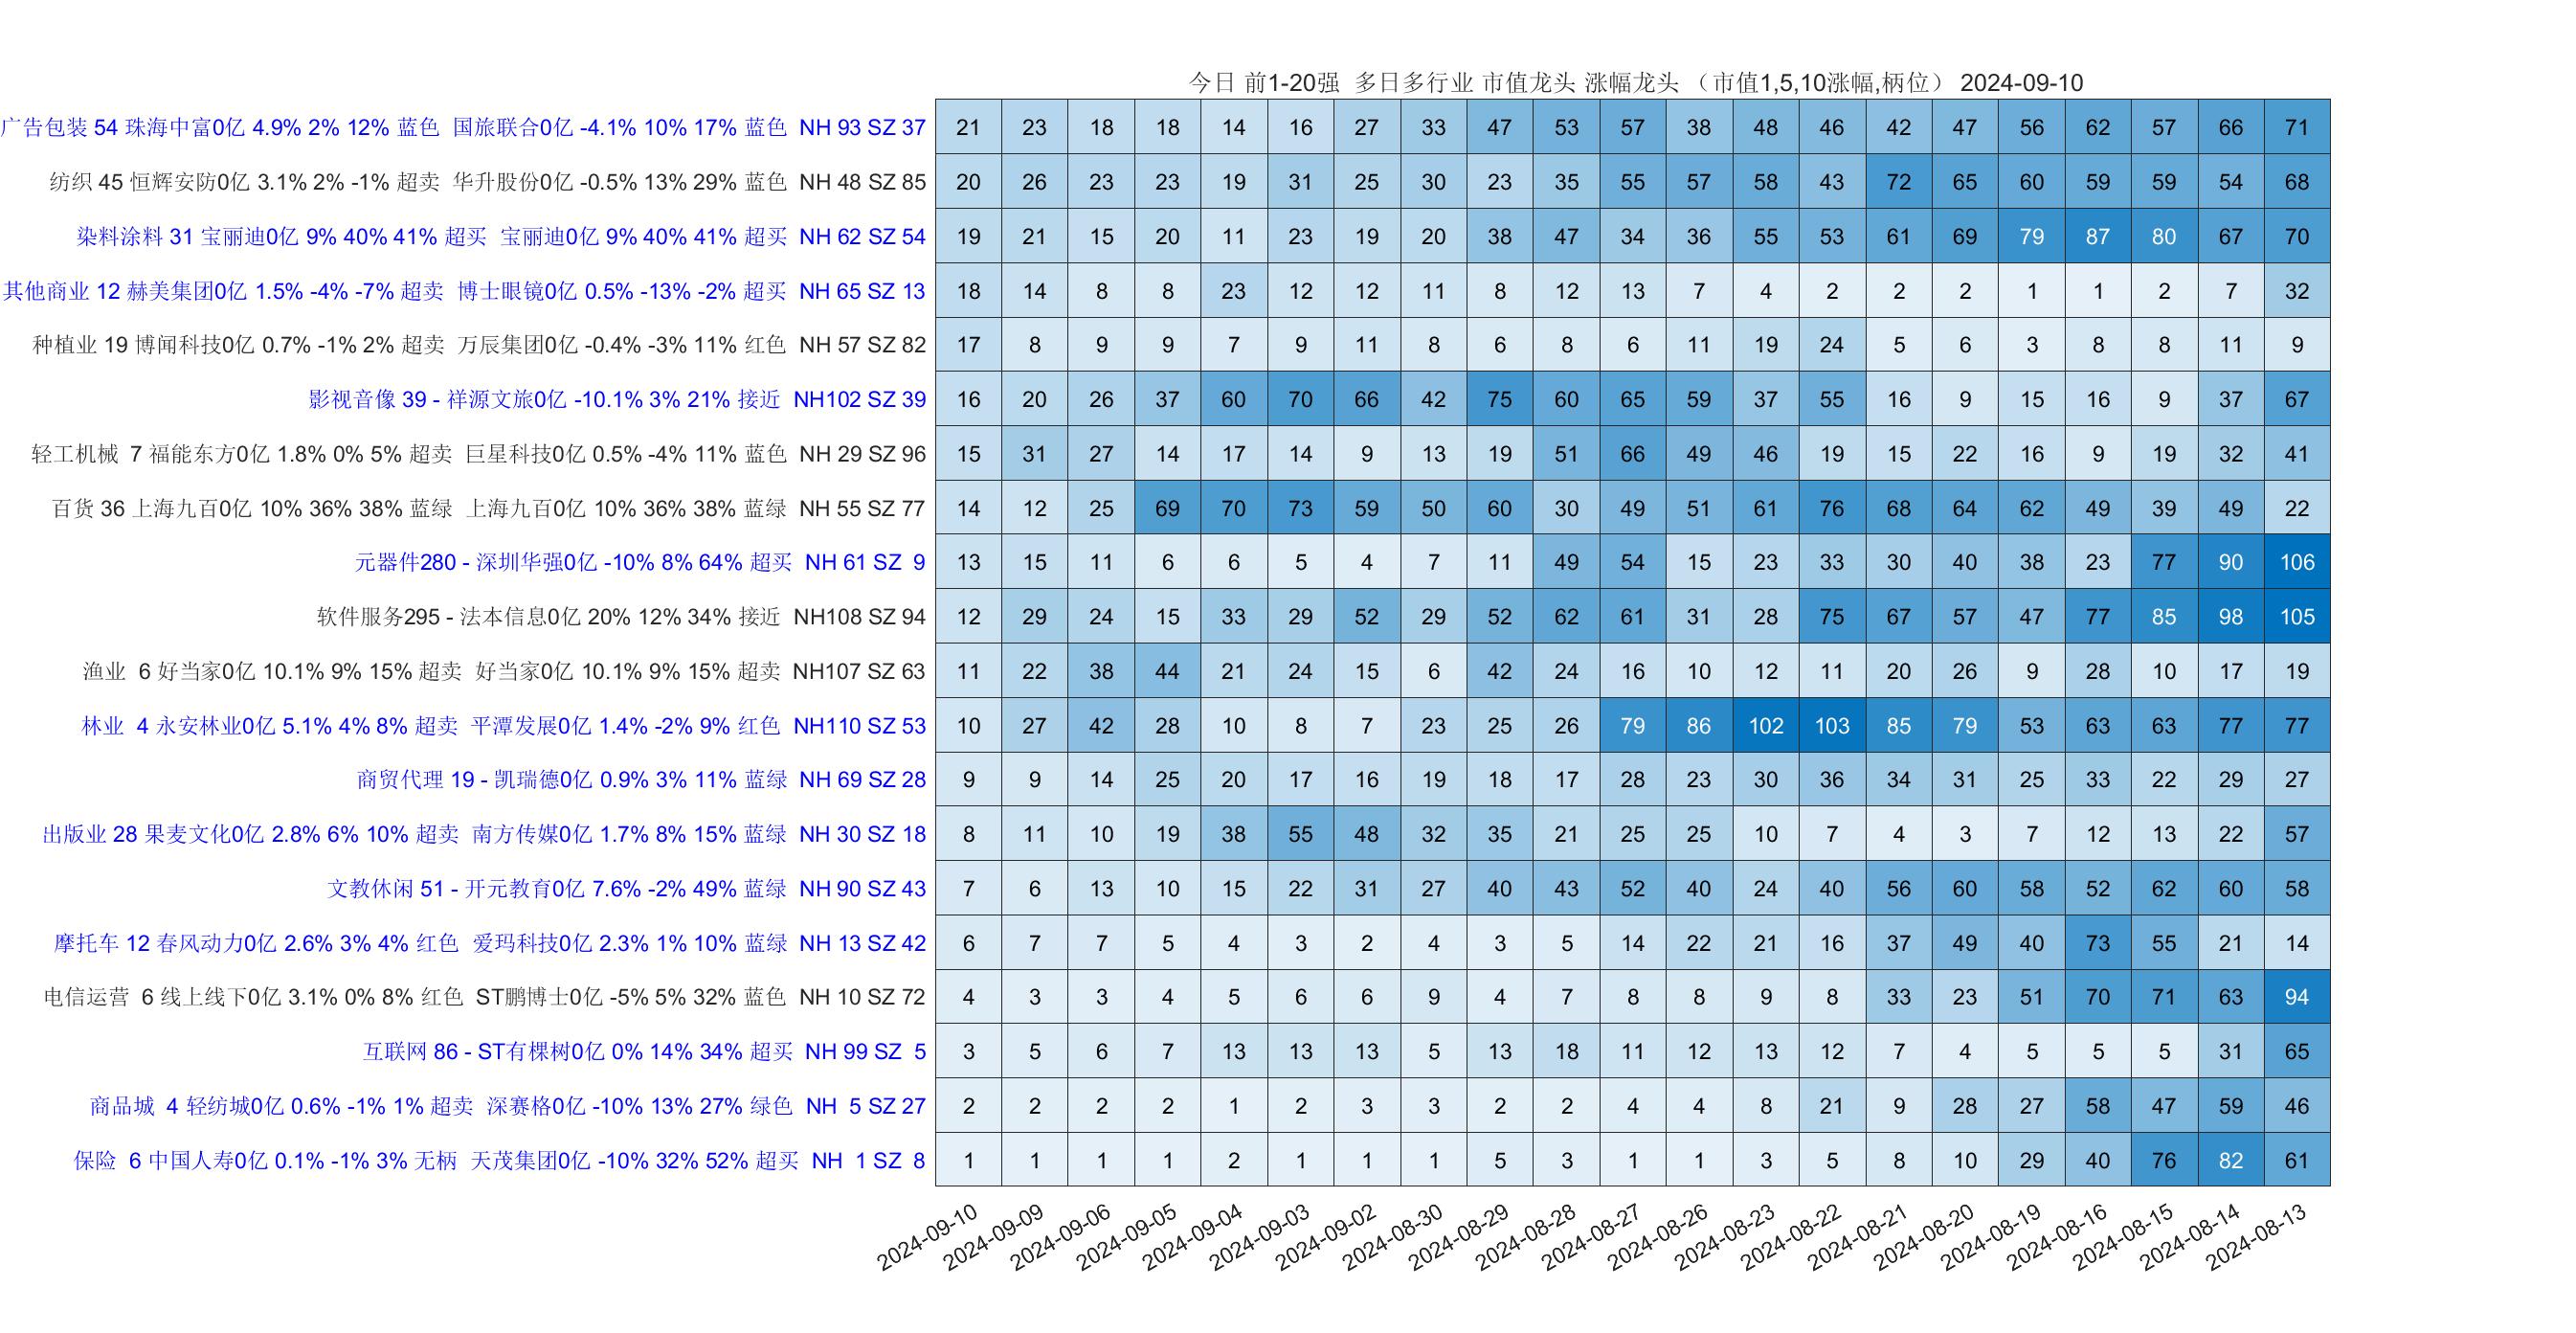 今日 前1-20强 多日多行业 市值龙头 涨幅龙头 （市值1,5,10涨幅,柄位） 2024-09-10
广告包装 54 珠海中富0亿 4.9% 2% 12% 蓝色 国旅联合0亿 -4.1% 10% 17% 蓝色 NH 93 SZ 37 21 23 18 18 14 16 27 33 47 53 57 38 48 46 42 47 56 62 57 66 71
纺织 45 恒辉安防0亿 3.1% 2% -1% 超卖 华升股份0亿 -0.5% 13% 29% 蓝色 NH 48 SZ 85 20 26 23 23 19 31 25 30 23 35 55 57 58 43 72 65 60 59 59 54 68
染料涂料 31 宝丽迪0亿 9% 40% 41% 超买 宝丽迪0亿 9% 40% 41% 超买 NH 62 SZ 54 19 21 15 20 11 23 19 20 38 47 34 36 55 53 61 69 79 87 80 67 70
其他商业 12 赫美集团0亿 1.5% -4% -7% 超卖 博士眼镜0亿 0.5% -13% -2% 超买 NH 65 SZ 13 18 14 8 8 23 12 12 11 8 12 13 7 4 2 2 2 1 1 2 7 32
种植业 19 博闻科技0亿 0.7% -1% 2% 超卖 万辰集团0亿 -0.4% -3% 11% 红色 NH 57 SZ 82 17 8 9 9 7 9 11 8 6 8 6 11 19 24 5 6 3 8 8 11 9
影视音像 39 - 祥源文旅0亿 -10.1% 3% 21% 接近 NH102 SZ 39 16 20 26 37 60 70 66 42 75 60 65 59 37 55 16 9 15 16 9 37 67
轻工机械 7 福能东方0亿 1.8% 0% 5% 超卖 巨星科技0亿 0.5% -4% 11% 蓝色 NH 29 SZ 96 15 31 27 14 17 14 9 13 19 51 66 49 46 19 15 22 16 9 19 32 41
百货 36 上海九百0亿 10% 36% 38% 蓝绿 上海九百0亿 10% 36% 38% 蓝绿 NH 55 SZ 77 14 12 25 69 70 73 59 50 60 30 49 51 61 76 68 64 62 49 39 49 22
元器件280 - 深圳华强0亿 -10% 8% 64% 超买 NH 61 SZ 9 13 15 11 6 6 5 4 7 11 49 54 15 23 33 30 40 38 23 77 90 106
软件服务295 - 法本信息0亿 20% 12% 34% 接近 NH108 SZ 94 12 29 24 15 33 29 52 29 52 62 61 31 28 75 67 57 47 77 85 98 105
渔业 6 好当家0亿 10.1% 9% 15% 超卖 好当家0亿 10.1% 9% 15% 超卖 NH107 SZ 63 11 22 38 44 21 24 15 6 42 24 16 10 12 11 20 26 9 28 10 17 19
林业 4 永安林业0亿 5.1% 4% 8% 超卖 平潭发展0亿 1.4% -2% 9% 红色 NH110 SZ 53 10 27 42 28 10 8 7 23 25 26 79 86 102 103 85 79 53 63 63 77 77
商贸代理 19 - 凯瑞德0亿 0.9% 3% 11% 蓝绿 NH 69 SZ 28 9 9 14 25 20 17 16 19 18 17 28 23 30 36 34 31 25 33 22 29 27
出版业 28 果麦文化0亿 2.8% 6% 10% 超卖 南方传媒0亿 1.7% 8% 15% 蓝绿 NH 30 SZ 18 8 11 10 19 38 55 48 32 35 21 25 25 10 7 4 3 7 12 13 22 57
文教休闲 51 - 开元教育0亿 7.6% -2% 49% 蓝绿 NH 90 SZ 43 7 6 13 10 15 22 31 27 40 43 52 40 24 40 56 60 58 52 62 60 58
摩托车 12 春风动力0亿 2.6% 3% 4% 红色 爱玛科技0亿 2.3% 1% 10% 蓝绿 NH 13 SZ 42 6 7 7 5 4 3 2 4 3 5 14 22 21 16 37 49 40 73 55 21 14
电信运营 6 线上线下0亿 3.1% 0% 8% 红色 ST鹏博士0亿 -5% 5% 32% 蓝色 NH 10 SZ 72 4 3 3 4 5 6 6 9 4 7 8 8 9 8 33 23 51 70 71 63 94
互联网 86 - ST有棵树0亿 0% 14% 34% 超买 NH 99 SZ 5 3 5 6 7 13 13 13 5 13 18 11 12 13 12 7 4 5 5 5 31 65
商品城 4 轻纺城0亿 0.6% -1% 1% 超卖 深赛格0亿 -10% 13% 27% 绿色 NH 5 SZ 27 2 2 2 2 1 2 3 3 2 2 4 4 8 21 9 28 27 58 47 59 46
保险 6 中国人寿0亿 0.1% -1% 3% 无柄 天茂集团0亿 -10% 32% 52% 超买 NH 1 SZ 8 1 1 1 1 2 1 1 1 5 3 1 1 3 5 8 10 29 40 76 82 61
2024-09-10 2024-09-09 2024-09-06 2024-09-05 2024-09-04 2024-09-03 2024-09-02 2024-08-30 2024-08-29 2024-08-28 2024-08-27 2024-08-26 2024-08-23 2024-08-22 2024-08-21 2024-08-20 2024-08-19 2024-08-16 2024-08-15 2024-08-14 2024-08-13